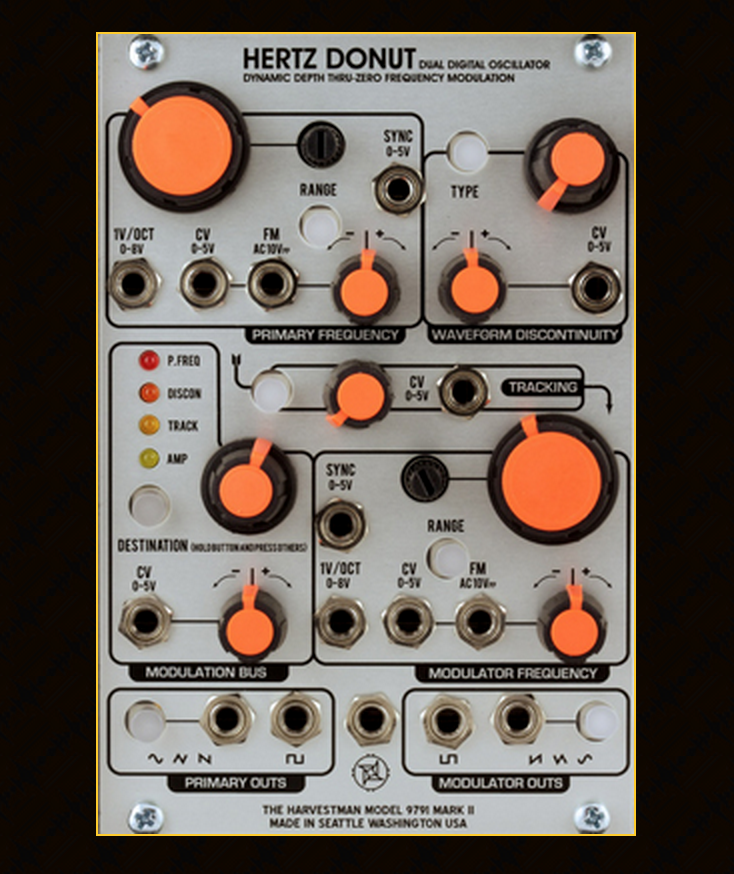 HERTZ DONUT DUAL DIGITAL OSCILLATOR
DYNAMIC DEPTH THRU-ZERO FREQUENCY MODULATION
SYNC
0-5V
RANGE
TYPE
1V/OCT
0-8V
CV
0-5V
FM
AC10Vpp
- +
- +
CV
0-5V
PRIMARY FREQUENCY
WAVEFORM DISCONTINUITY
P.FREQ
DISCON
TRACK
AMP
CV
0-5V
TRACKING
SYNC
0-5V
RANGE
DESTINATION (HOLD BUTTON AND PRESS OTHERS)
CV
0-5V
- +
1V/OCT
0-8V
CV
0-5V
FM
AC10Vpp
- +
MODULATION BUS
MODULATOR FREQUENCY
PRIMARY OUTS
MODULATOR OUTS
THE HARVESTMAN MODEL 9791 MARK II
MADE IN SEATTLE WASHINGTON USA